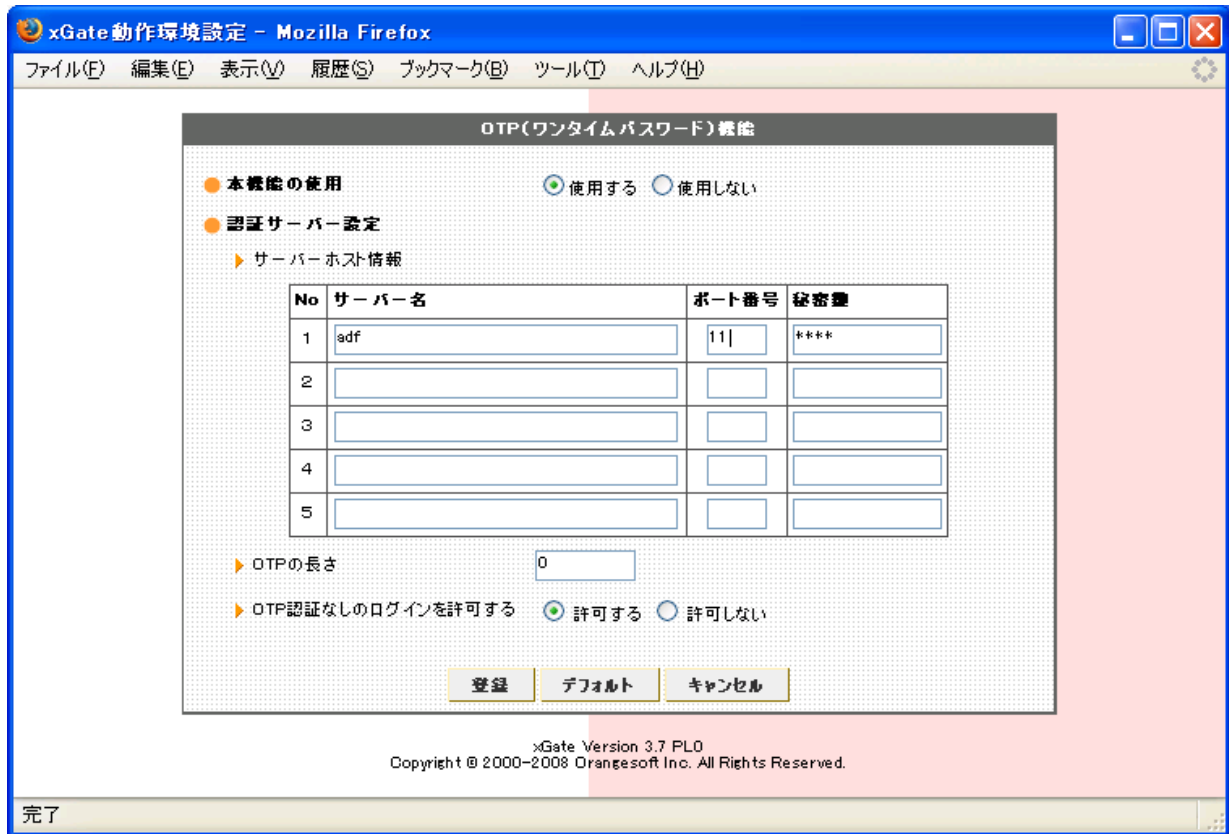 xGate動作環境設定 - Mozilla Firefox
ファイル(F) 編集(E) 表示(V) 履歴(S) ブックマーク(B) ツール(T) ヘルプ(H)
OTP(ワンタイムパスワード)機能
本機能の使用 使用する 使用しない
認証サーバー設定
サーバーホスト情報
No サーバー名 ポート番号 秘密鍵
1 adf 11 ****
2
3
4
5
OTPの長さ 0
OTP認証なしのログインを許可する 許可する 許可しない
登録 デフォルト キャンセル
xGate Version 3.7 PL0
Copyright © 2000-2008 Orangesoft Inc. All Rights Reserved.
完了